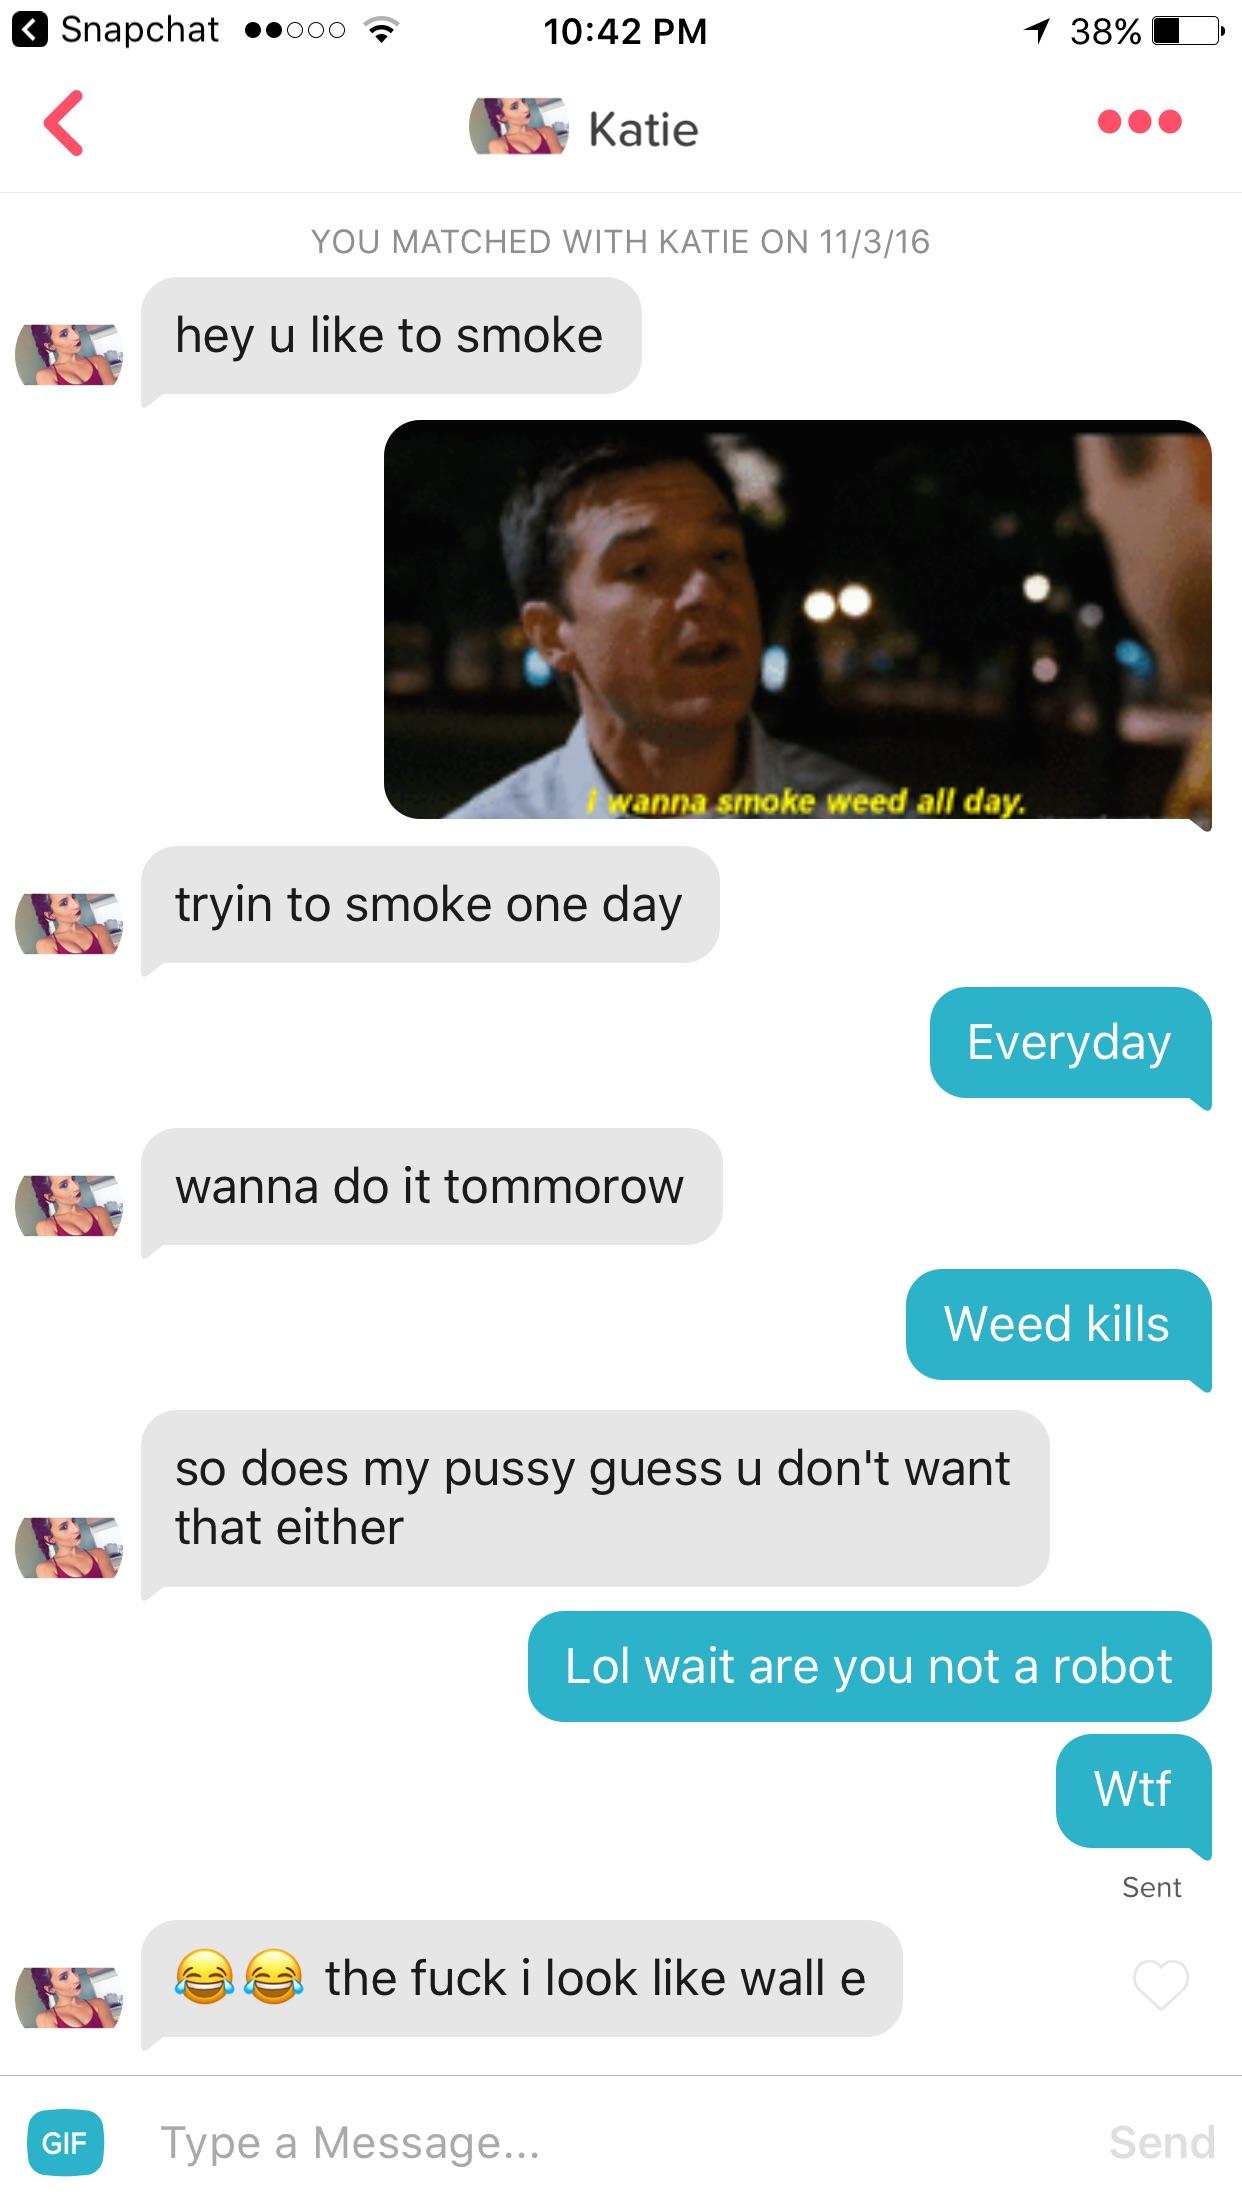 Snapchat 10:42 PM 38%
Katie
YOU MATCHED WITH KATIE ON 11/3/16
hey u like to smoke
i wanna smoke weed all day.
tryin to smoke one day
Everyday
wanna do it tommorow
Weed kills
so does my pussy guess u don't want
that either
Lol wait are you not a robot
Wtf
Sent
😂😂 the fuck i look like wall e
GIF Type a Message... Send